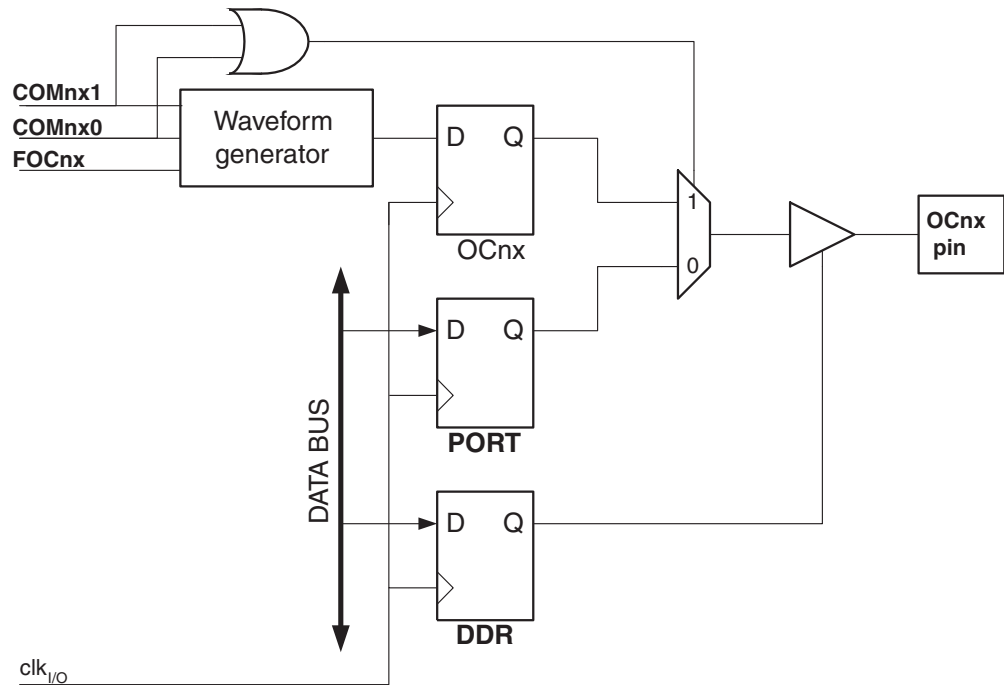 COMnx1
COMnx0
FOCnx
Waveform
generator
D Q
OCnx
1
0
OCnx
pin
D Q
PORT
DATA BUS
D Q
DDR
clkI/O